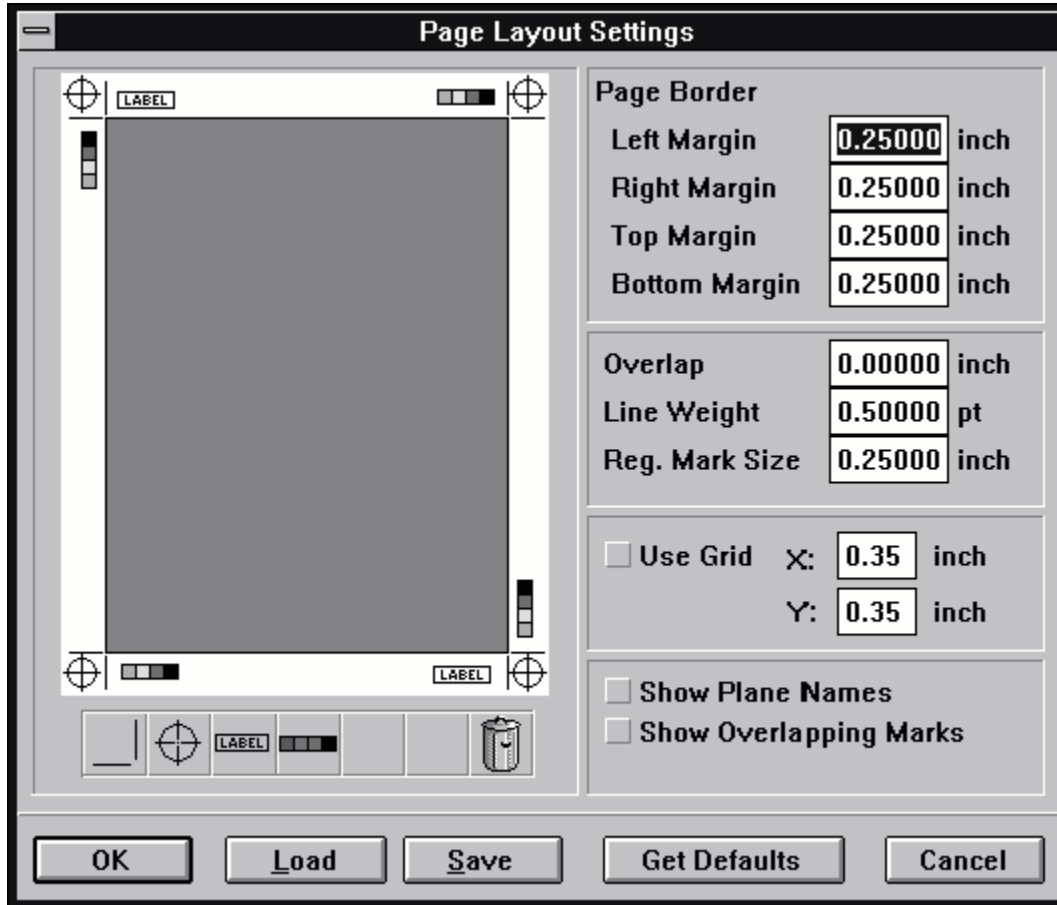 Page Layout Settings
LABEL
LABEL
LABEL
Page Border
Left Margin 0.25000 inch
Right Margin 0.25000 inch
Top Margin 0.25000 inch
Bottom Margin 0.25000 inch
Overlap 0.00000 inch
Line Weight 0.50000 pt
Reg. Mark Size 0.25000 inch
Use Grid X: 0.35 inch
Y: 0.35 inch
Show Plane Names
Show Overlapping Marks
OK Load Save Get Defaults Cancel